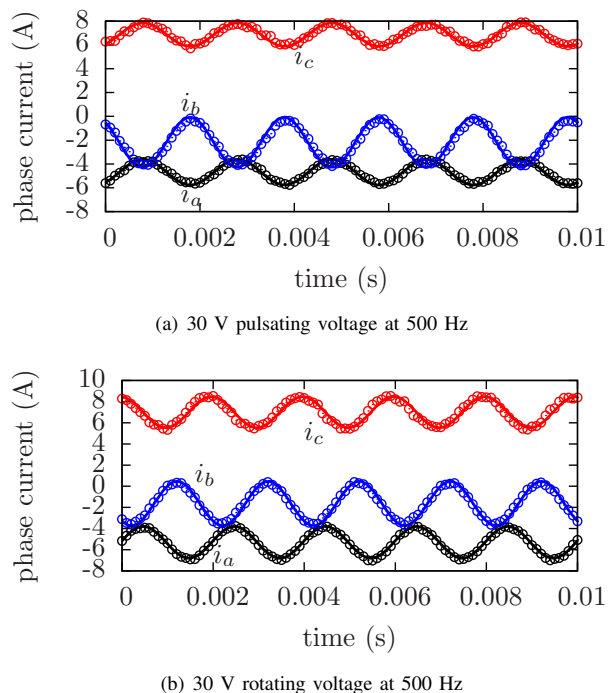 phase current (A)
8
6
4
2
0
-2
-4
-6
-8
i_c
i_b
i_a
0 0.002 0.004 0.006 0.008 0.01
time (s)
(a) 30 V pulsating voltage at 500 Hz
phase current (A)
10
8
6
4
2
0
-2
-4
-6
-8
i_c
i_b
i_a
0 0.002 0.004 0.006 0.008 0.01
time (s)
(b) 30 V rotating voltage at 500 Hz